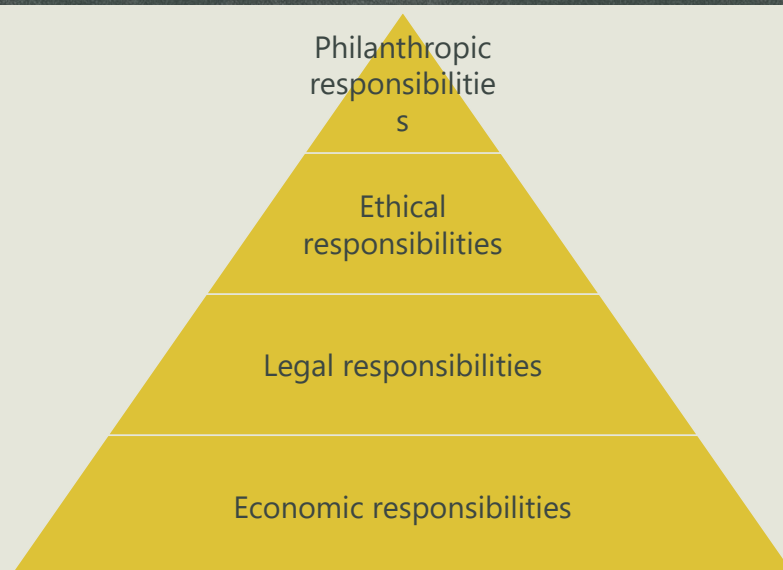 Philanthropic
responsibilitie
s
Ethical
responsibilities
Legal responsibilities
Economic responsibilities